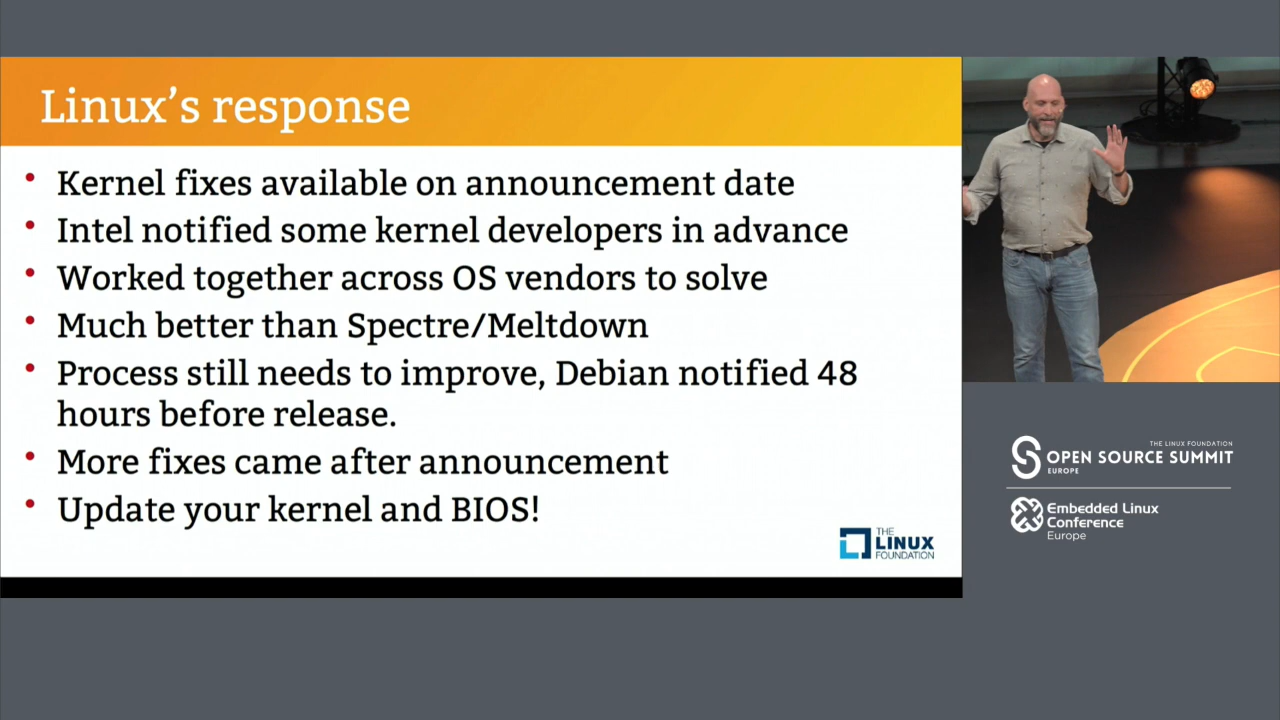 Linux’s response
• Kernel fixes available on announcement date
• Intel notified some kernel developers in advance
• Worked together across OS vendors to solve
• Much better than Spectre/Meltdown
• Process still needs to improve, Debian notified 48
hours before release.
• More fixes came after announcement
• Update your kernel and BIOS!
THE
LINUX
FOUNDATION
THE LINUX FOUNDATION
OPEN SOURCE SUMMIT
EUROPE
Embedded Linux
Conference
Europe